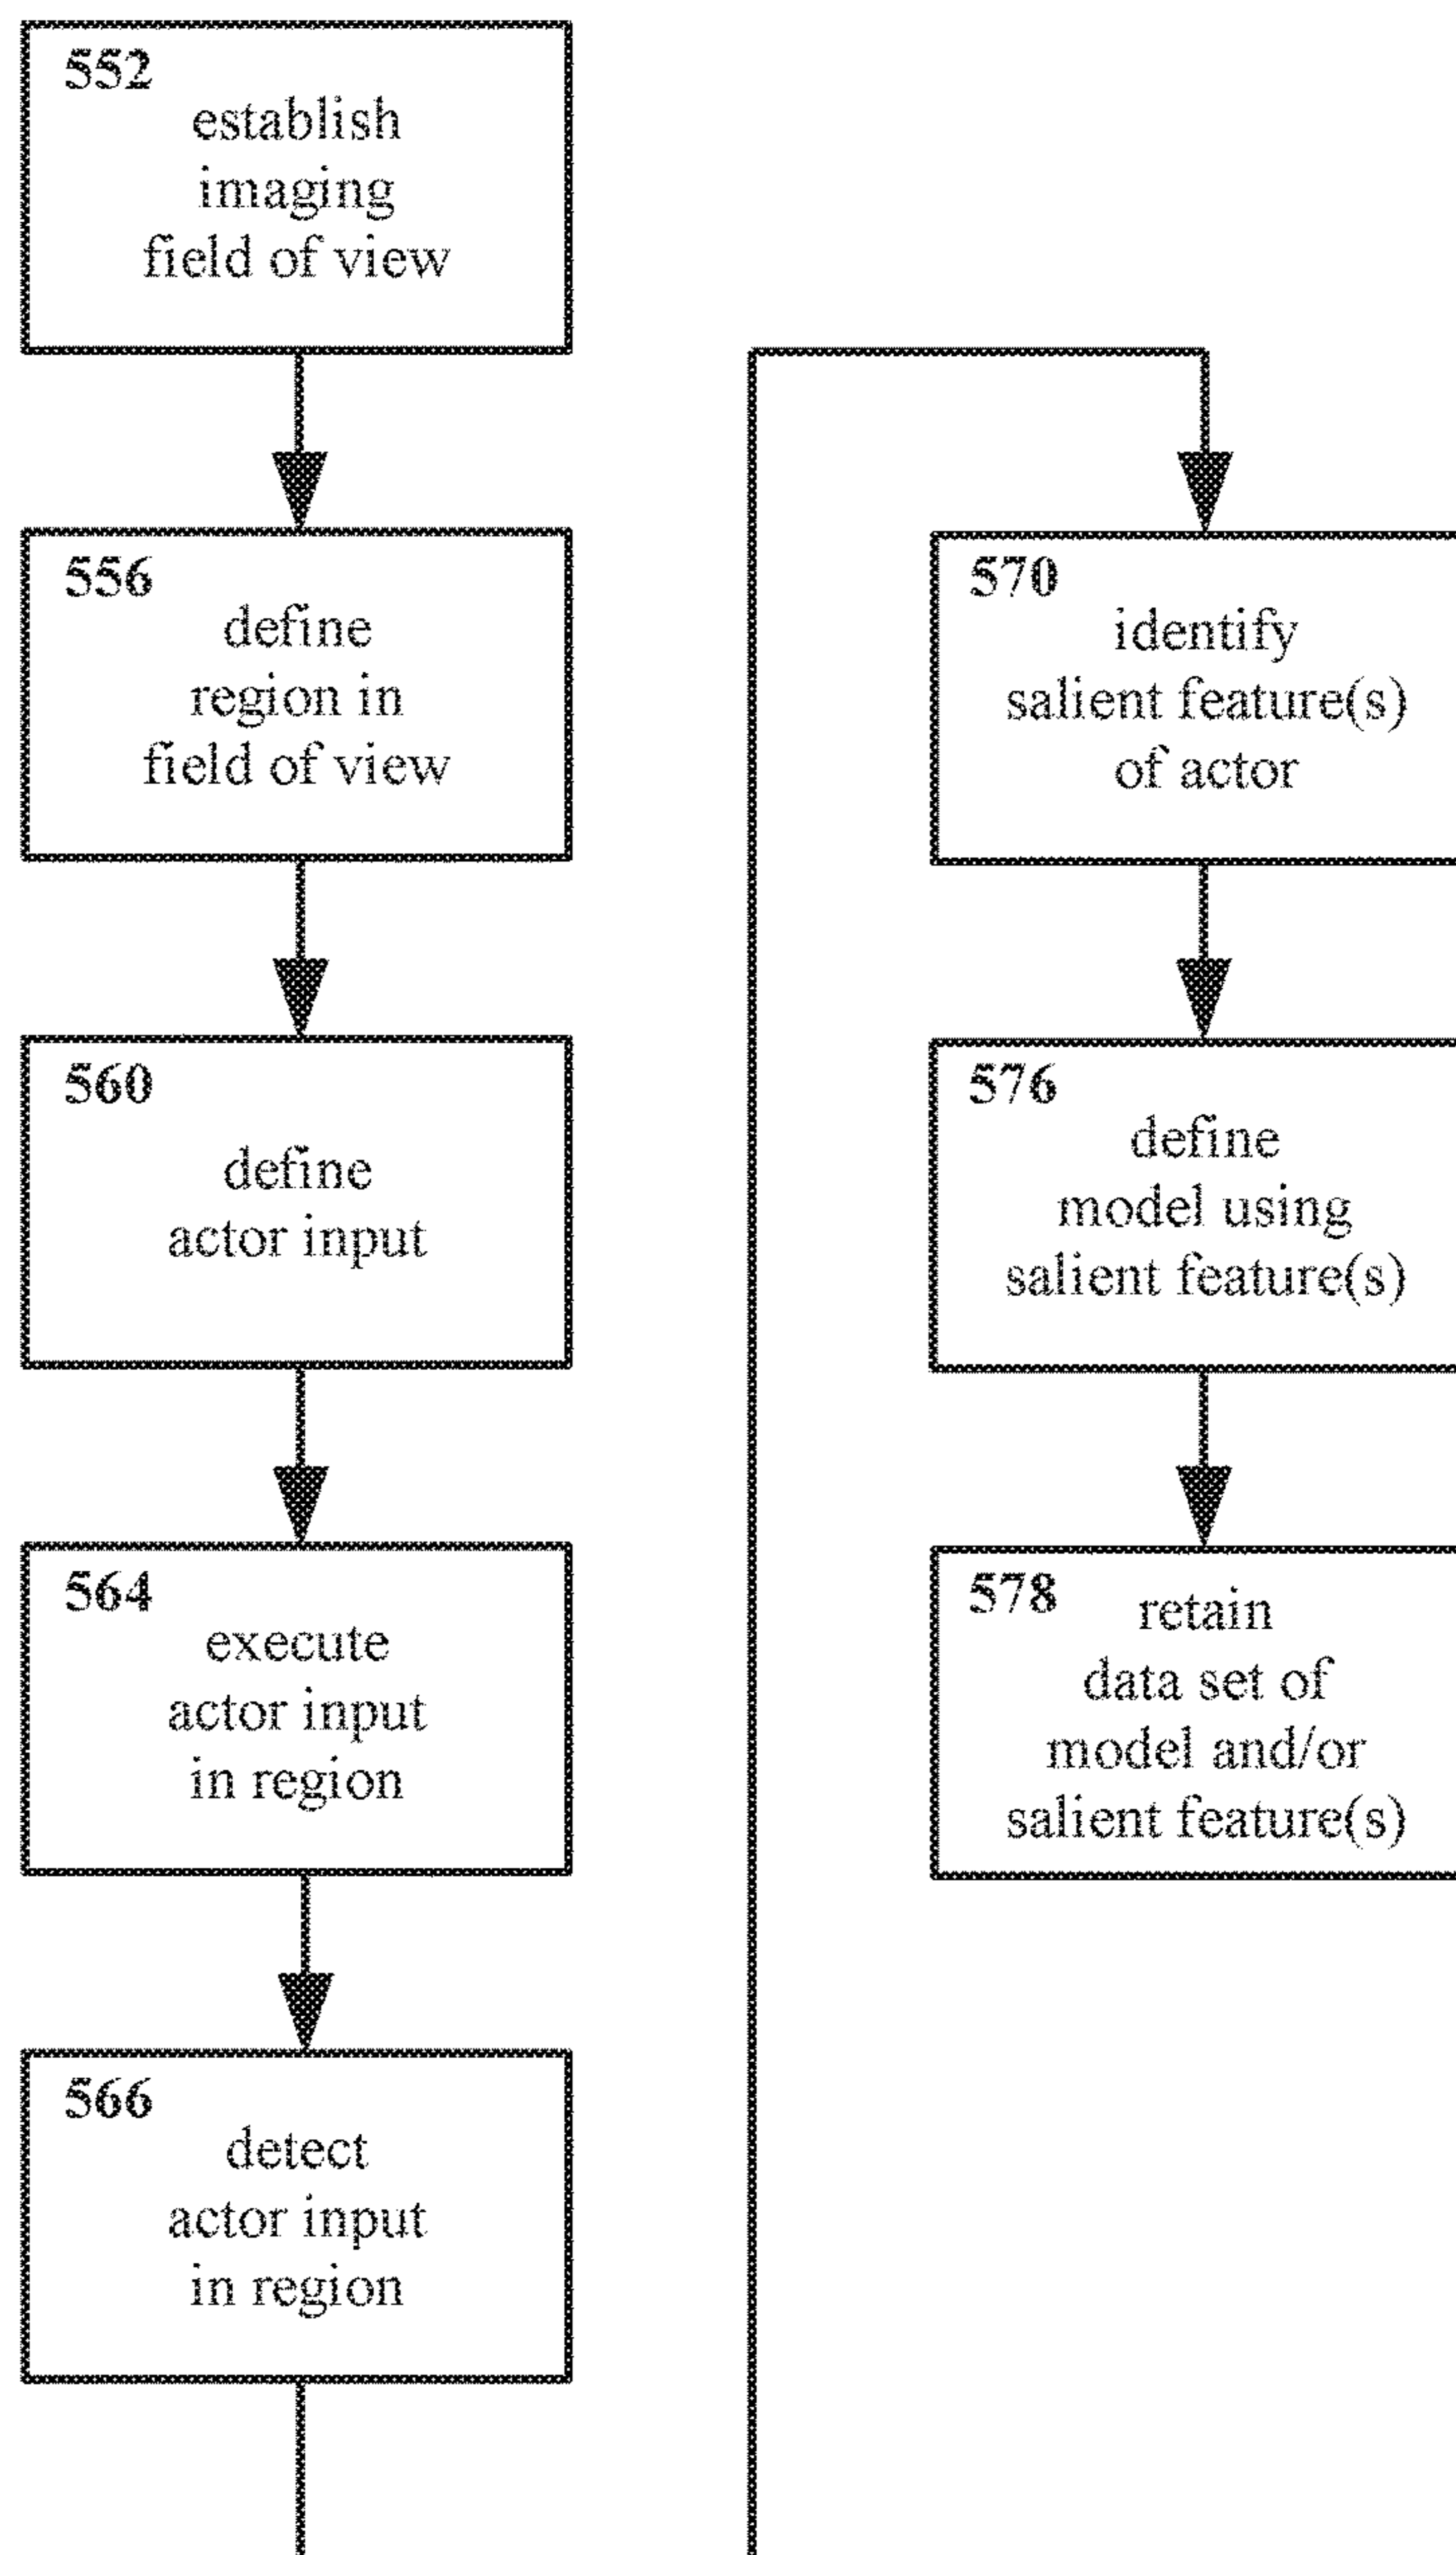 552
establish
imaging
field of view
556
define
region in
field of view
560
define
actor input
564
execute
actor input
in region
566
detect
actor input
in region
570
identify
salient feature(s)
of actor
576
define
model using
salient feature(s)
578
retain
data set of
model and/or
salient feature(s)